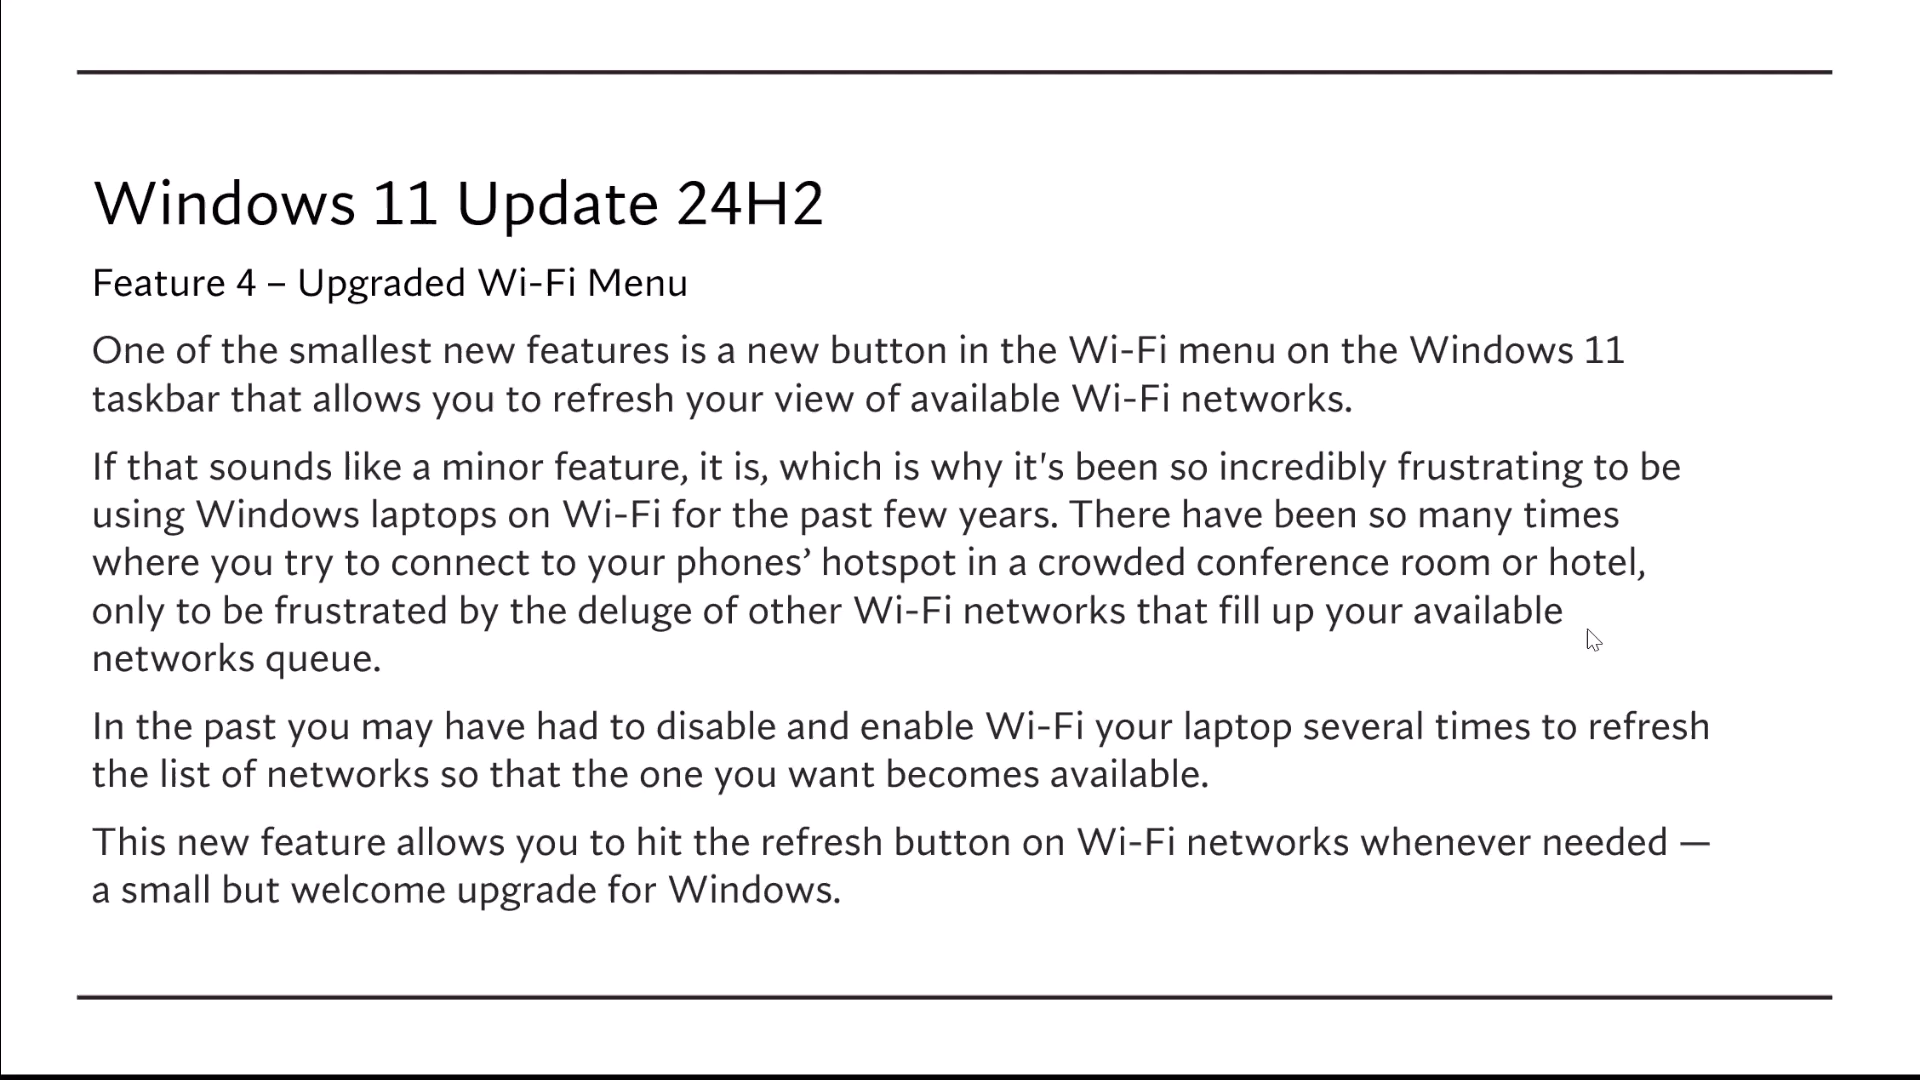 Windows 11 Update 24H2
Feature 4 – Upgraded Wi-Fi Menu
One of the smallest new features is a new button in the Wi-Fi menu on the Windows 11
taskbar that allows you to refresh your view of available Wi-Fi networks.
If that sounds like a minor feature, it is, which is why it's been so incredibly frustrating to be
using Windows laptops on Wi-Fi for the past few years. There have been so many times
where you try to connect to your phones’ hotspot in a crowded conference room or hotel,
only to be frustrated by the deluge of other Wi-Fi networks that fill up your available
networks queue.
In the past you may have had to disable and enable Wi-Fi your laptop several times to refresh
the list of networks so that the one you want becomes available.
This new feature allows you to hit the refresh button on Wi-Fi networks whenever needed —
a small but welcome upgrade for Windows.